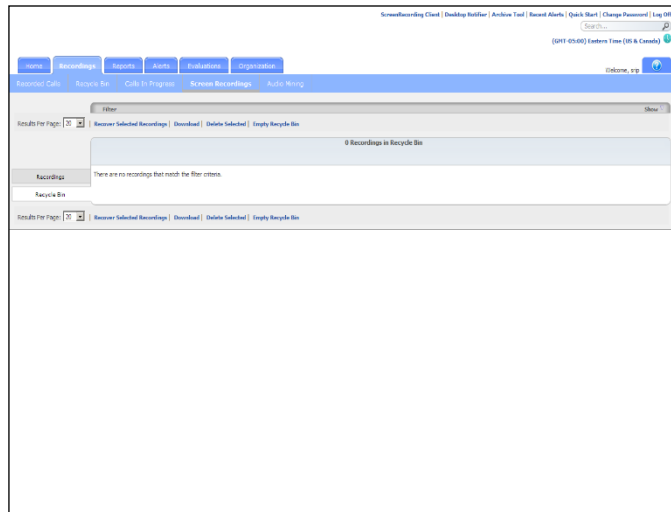 ScreenRecording Client | Desktop Notifier | Archive Tool | Recent Alerts | Quick Start | Change Password | Log Off
Search...
(GMT-05:00) Eastern Time (US & Canada)
Home Recordings Reports Alerts Evaluations Organization
Welcome, snp
Recorded Calls Recycle Bin Calls In Progress Screen Recordings Audio Mining
Filter Show
Results Per Page: 20 | Recover Selected Recordings | Download | Delete Selected | Empty Recycle Bin
0 Recordings in Recycle Bin
Recordings
There are no recordings that match the filter criteria.
Recycle Bin
Results Per Page: 20 | Recover Selected Recordings | Download | Delete Selected | Empty Recycle Bin